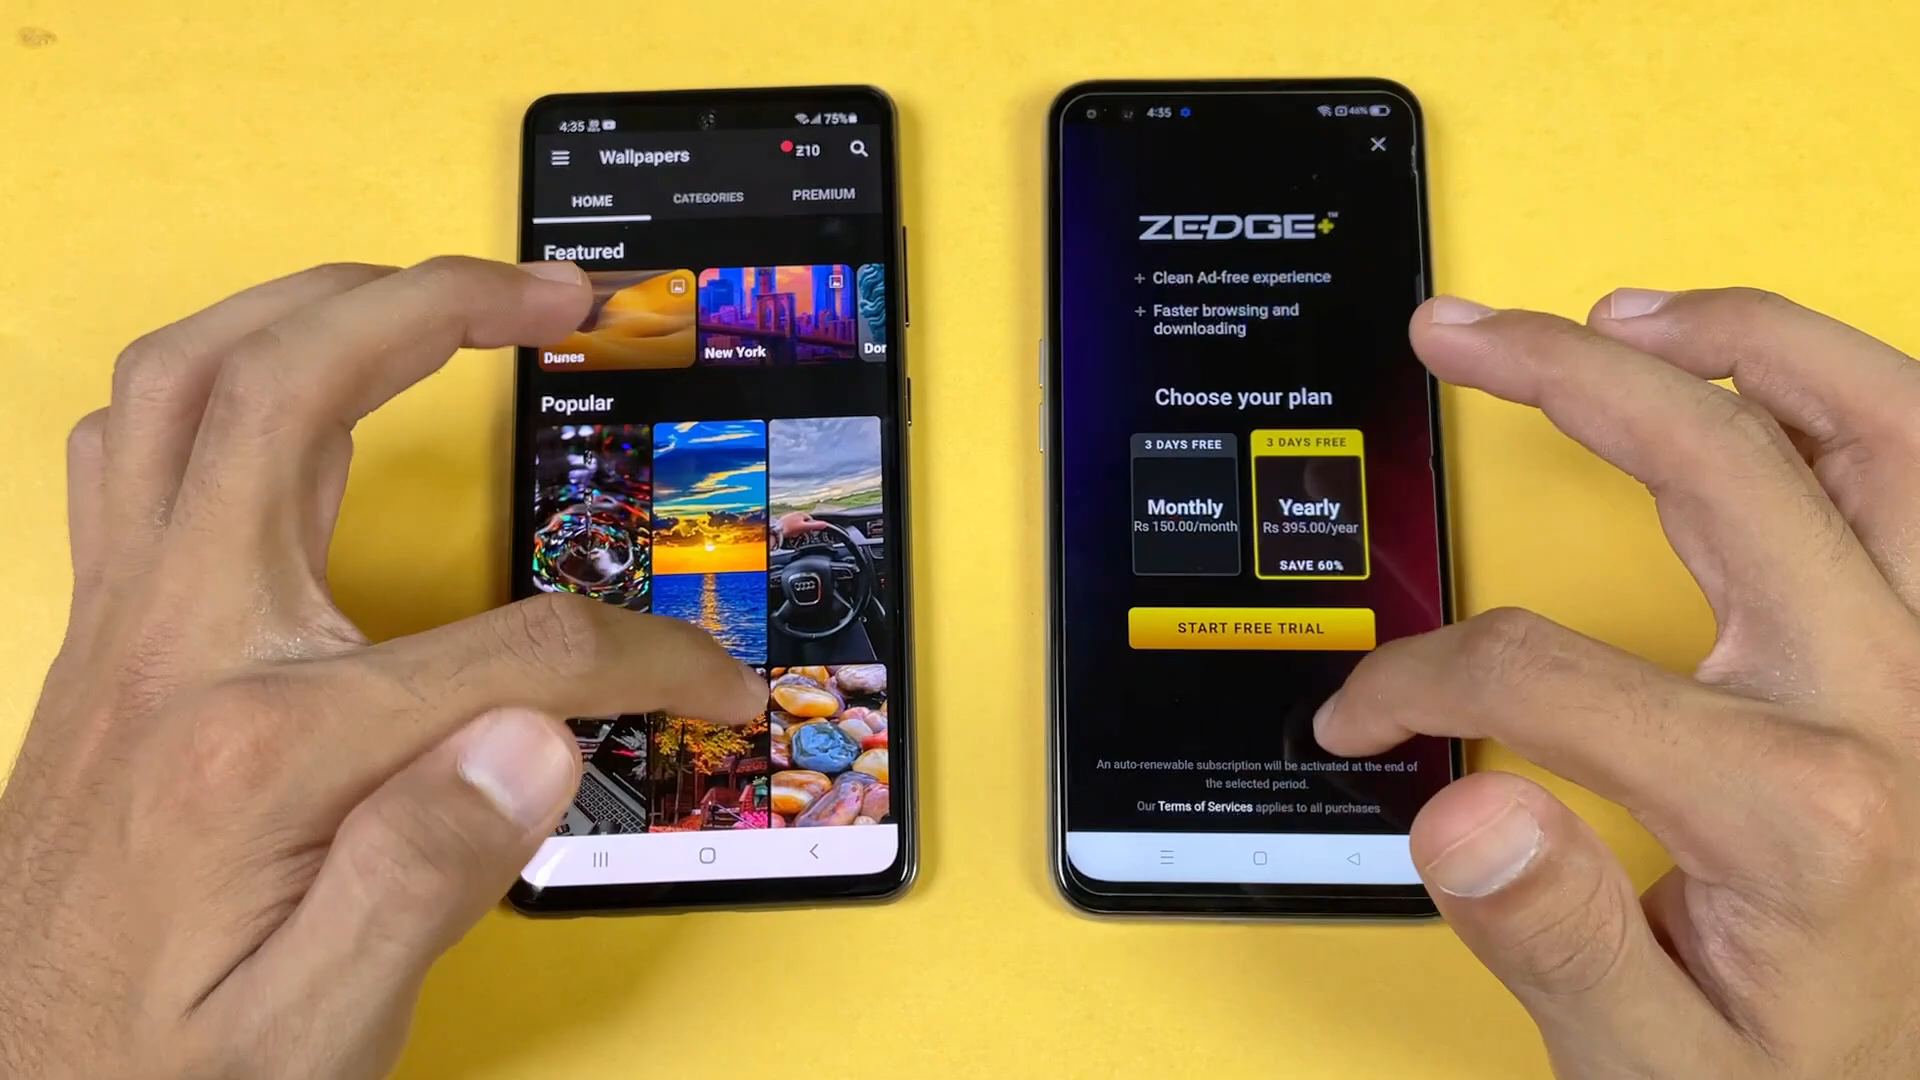 4:35
75%
Wallpapers
210
HOME
CATEGORIES
PREMIUM
Featured
Dunes
New York
Dor
Popular
4:35
46%
ZEDGE+™
+ Clean Ad-free experience
+ Faster browsing and
downloading
Choose your plan
3 DAYS FREE
Monthly
Rs 150.00/month
3 DAYS FREE
Yearly
Rs 395.00/year
SAVE 60%
START FREE TRIAL
An auto-renewable subscription will be activated at the end of
the selected period.
Our Terms of Services applies to all purchases